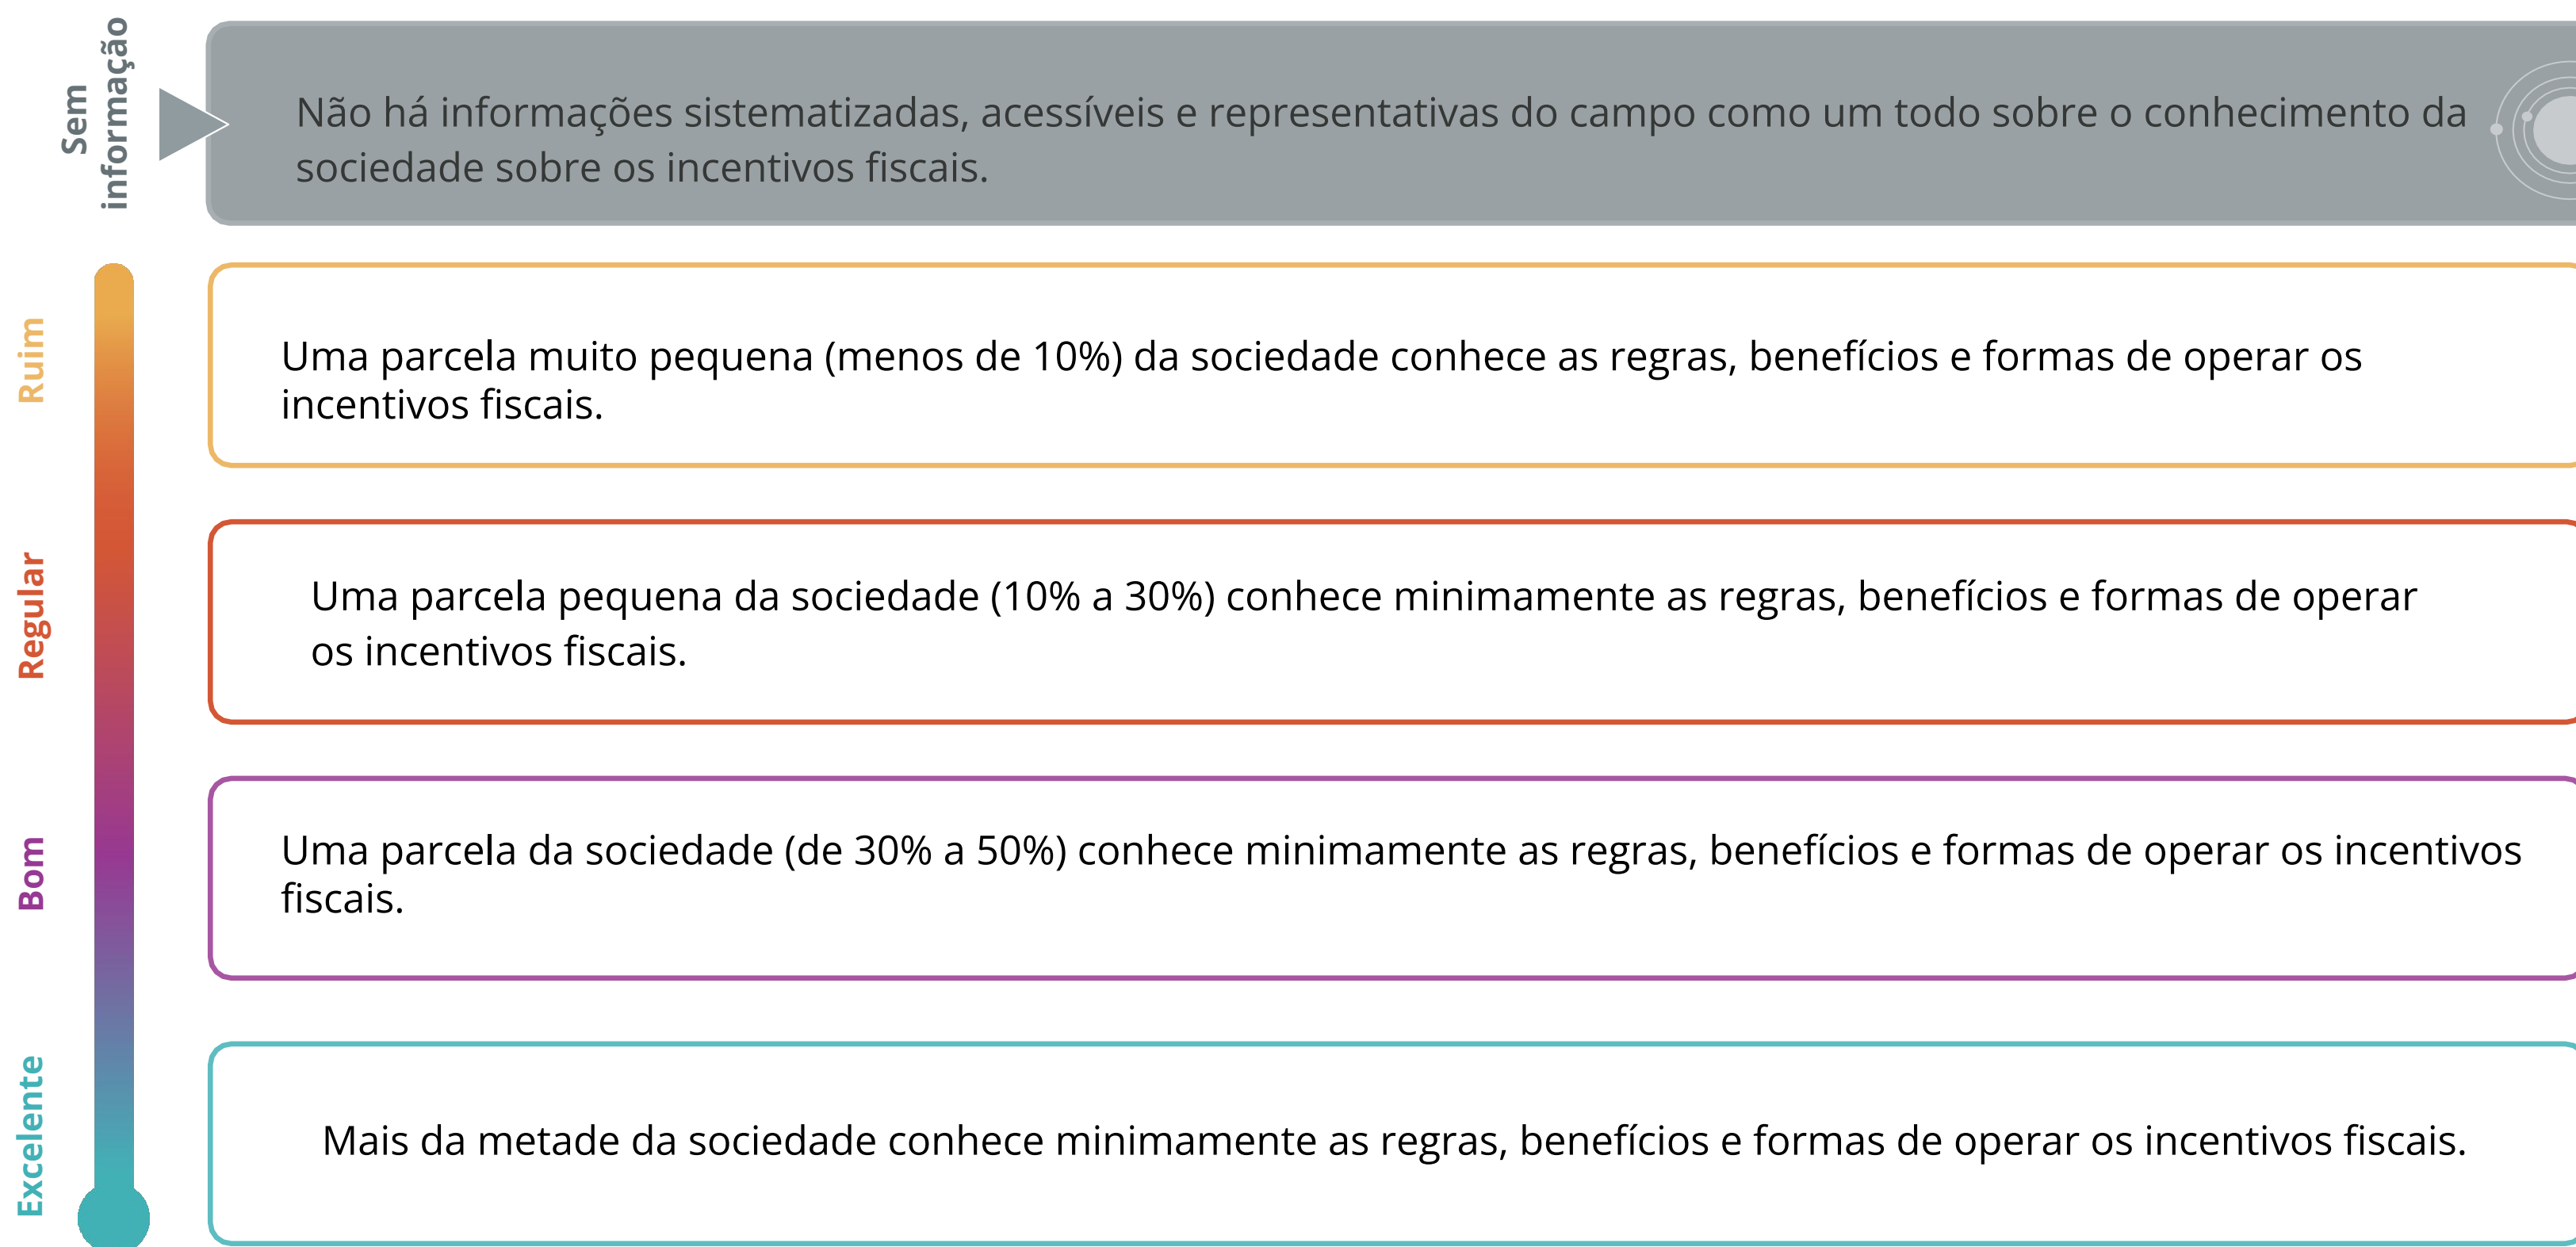 Sem
informação
Não há informações sistematizadas, acessíveis e representativas do campo como um todo sobre o conhecimento da
sociedade sobre os incentivos fiscais.
Ruim
Uma parcela muito pequena (menos de 10%) da sociedade conhece as regras, benefícios e formas de operar os
incentivos fiscais.
Regular
Uma parcela pequena da sociedade (10% a 30%) conhece minimamente as regras, benefícios e formas de operar
os incentivos fiscais.
Bom
Uma parcela da sociedade (de 30% a 50%) conhece minimamente as regras, benefícios e formas de operar os incentivos
fiscais.
Excelente
Mais da metade da sociedade conhece minimamente as regras, benefícios e formas de operar os incentivos fiscais.